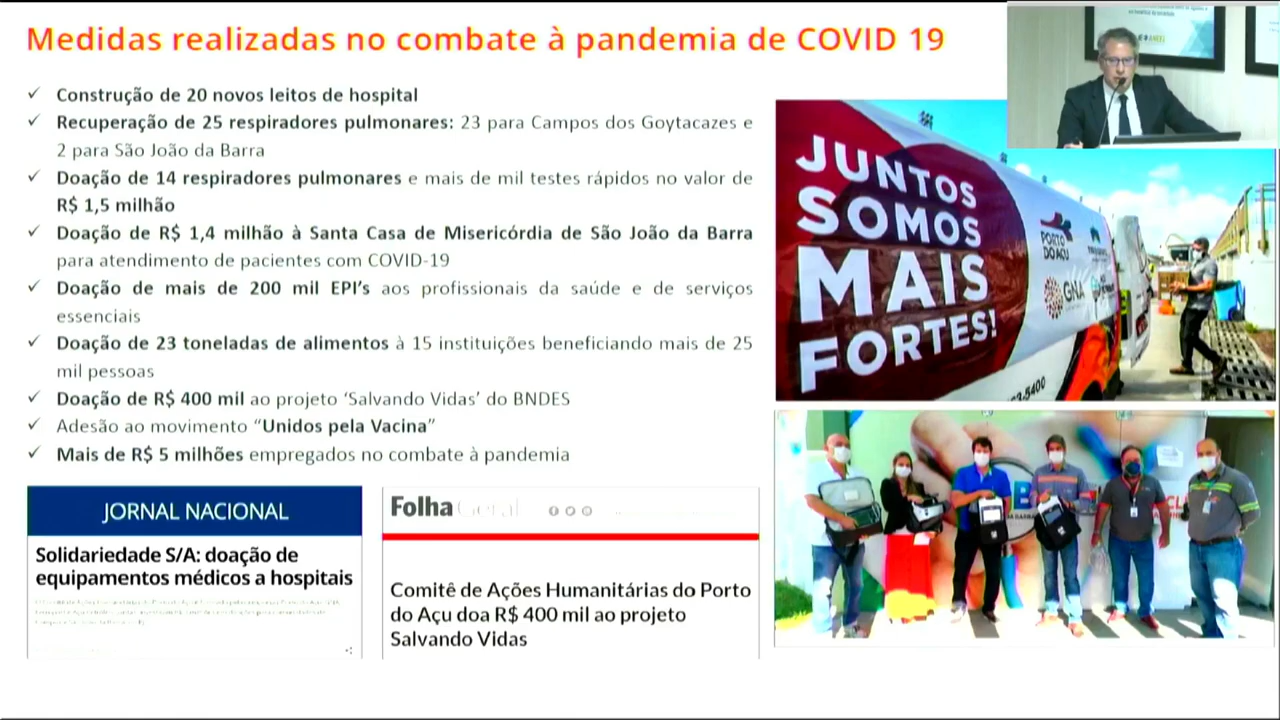 Medidas realizadas no combate à pandemia de COVID 19
✓ Construção de 20 novos leitos de hospital
✓ Recuperação de 25 respiradores pulmonares: 23 para Campos dos Goytacazes e
2 para São João da Barra
✓ Doação de 14 respiradores pulmonares e mais de mil testes rápidos no valor de
R$ 1,5 milhão
✓ Doação de R$ 1,4 milhão à Santa Casa de Misericórdia de São João da Barra
para atendimento de pacientes com COVID-19
✓ Doação de mais de 200 mil EPI's aos profissionais da saúde e de serviços
essenciais
✓ Doação de 23 toneladas de alimentos à 15 instituições beneficiando mais de 25
mil pessoas
✓ Doação de R$ 400 mil ao projeto ‘Salvando Vidas’ do BNDES
✓ Adesão ao movimento “Unidos pela Vacina”
✓ Mais de R$ 5 milhões empregados no combate à pandemia
JUNTOS
SOMOS
MAIS
FORTES!
PORTO
DO AÇU
GNA
JORNAL NACIONAL
Solidariedade S/A: doação de
equipamentos médicos a hospitais
Folha Geral
Comitê de Ações Humanitárias do Porto
do Açu doa R$ 400 mil ao projeto
Salvando Vidas